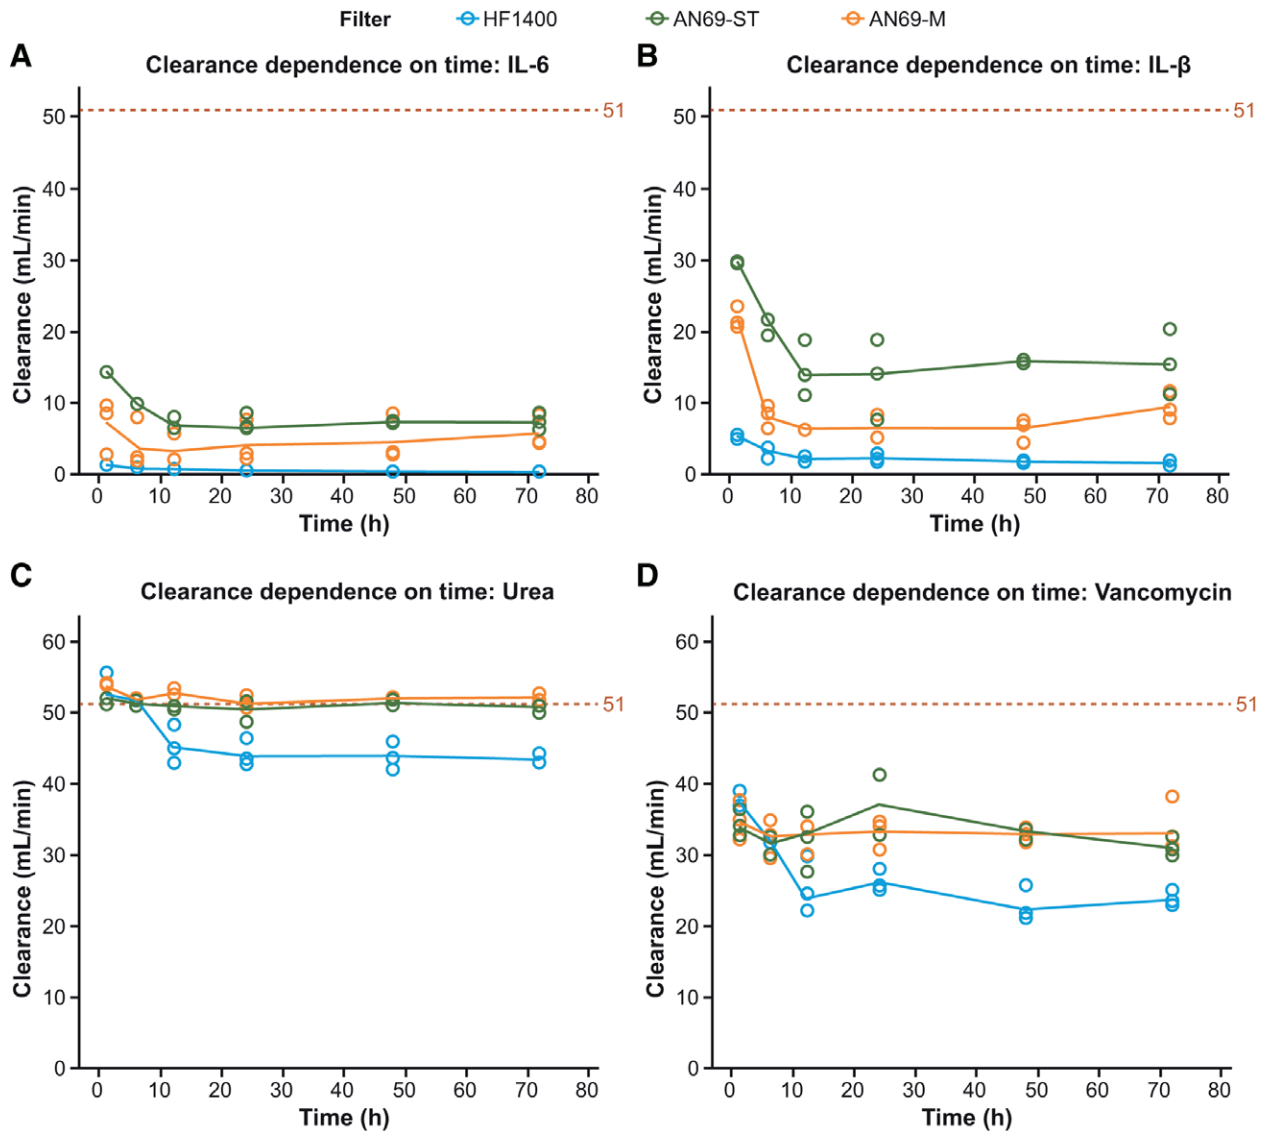 Filter HF1400 AN69-ST AN69-M
A
Clearance dependence on time: IL-6
50
40
30
20
10
0
51
Clearance (mL/min)
0 10 20 30 40 50 60 70 80
Time (h)
B
Clearance dependence on time: IL-β
50
40
30
20
10
0
51
Clearance (mL/min)
0 10 20 30 40 50 60 70 80
Time (h)
C
Clearance dependence on time: Urea
60
50
40
30
20
10
0
51
Clearance (mL/min)
0 10 20 30 40 50 60 70 80
Time (h)
D
Clearance dependence on time: Vancomycin
60
50
40
30
20
10
0
51
Clearance (mL/min)
0 10 20 30 40 50 60 70 80
Time (h)